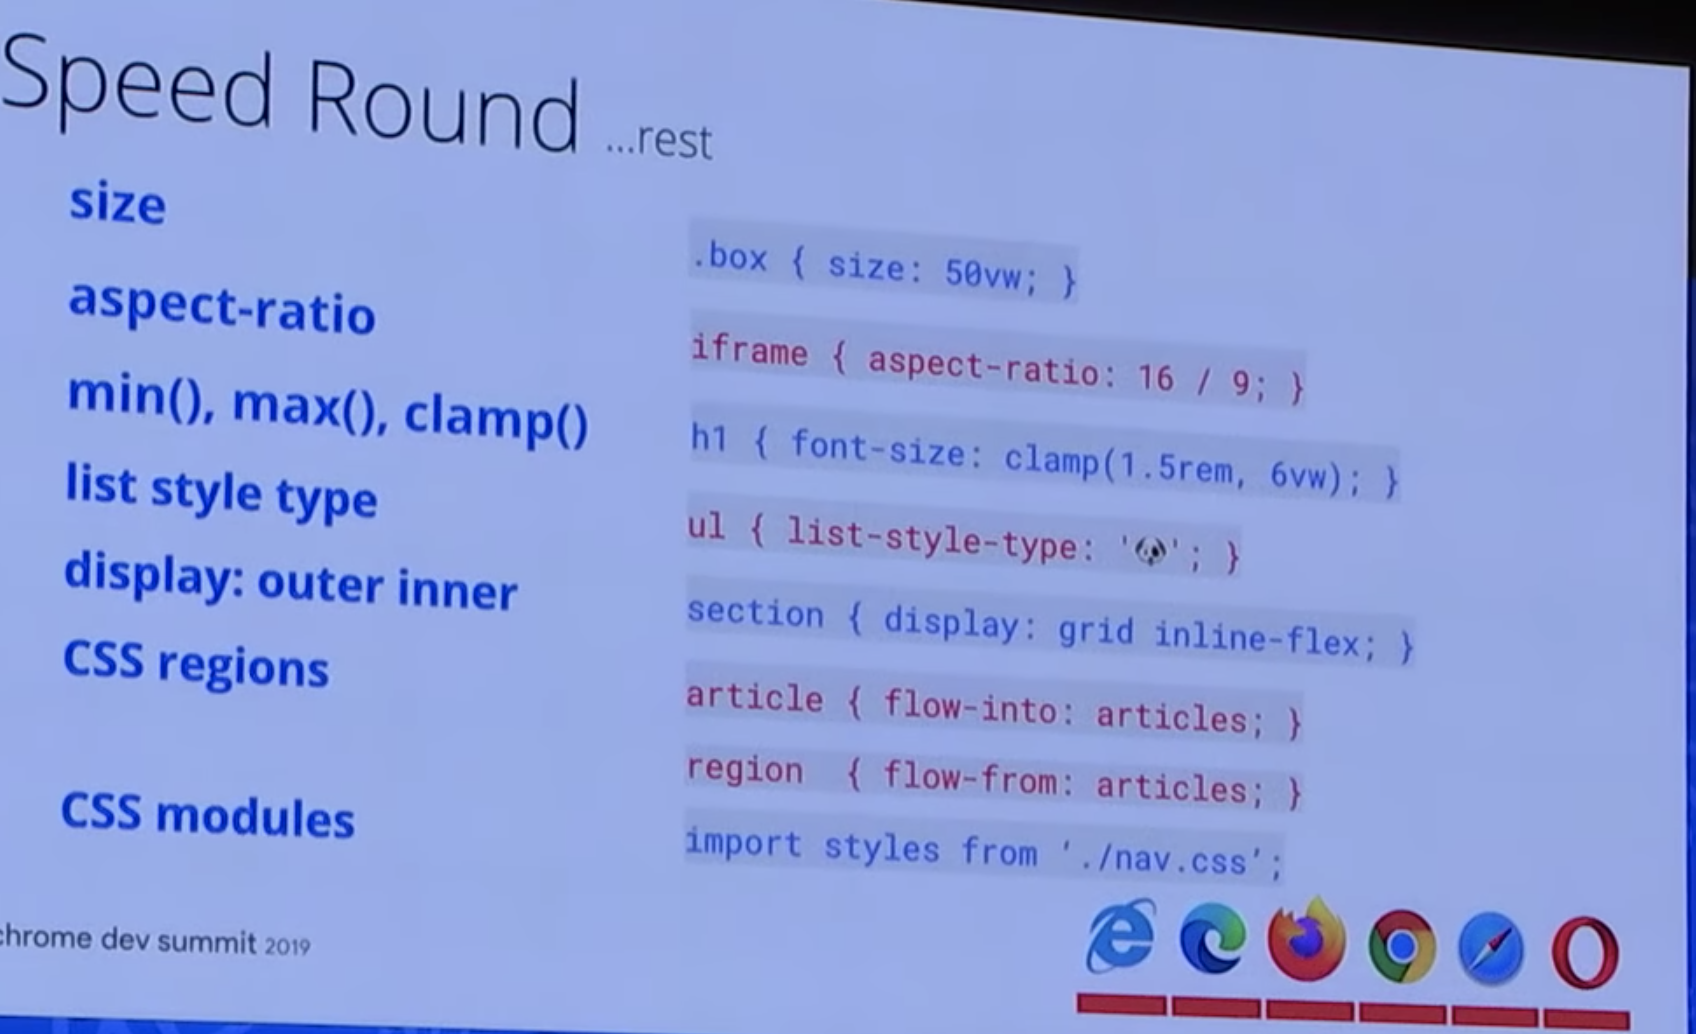 Speed Round ...rest
size
.box { size: 50vw; }
aspect-ratio
iframe { aspect-ratio: 16 / 9; }
min(), max(), clamp()
h1 { font-size: clamp(1.5rem, 6vw); }
list style type
ul { list-style-type: '🐶'; }
display: outer inner
section { display: grid inline-flex; }
CSS regions
article { flow-into: articles; }
region  { flow-from: articles; }
CSS modules
import styles from './nav.css';
chrome dev summit 2019